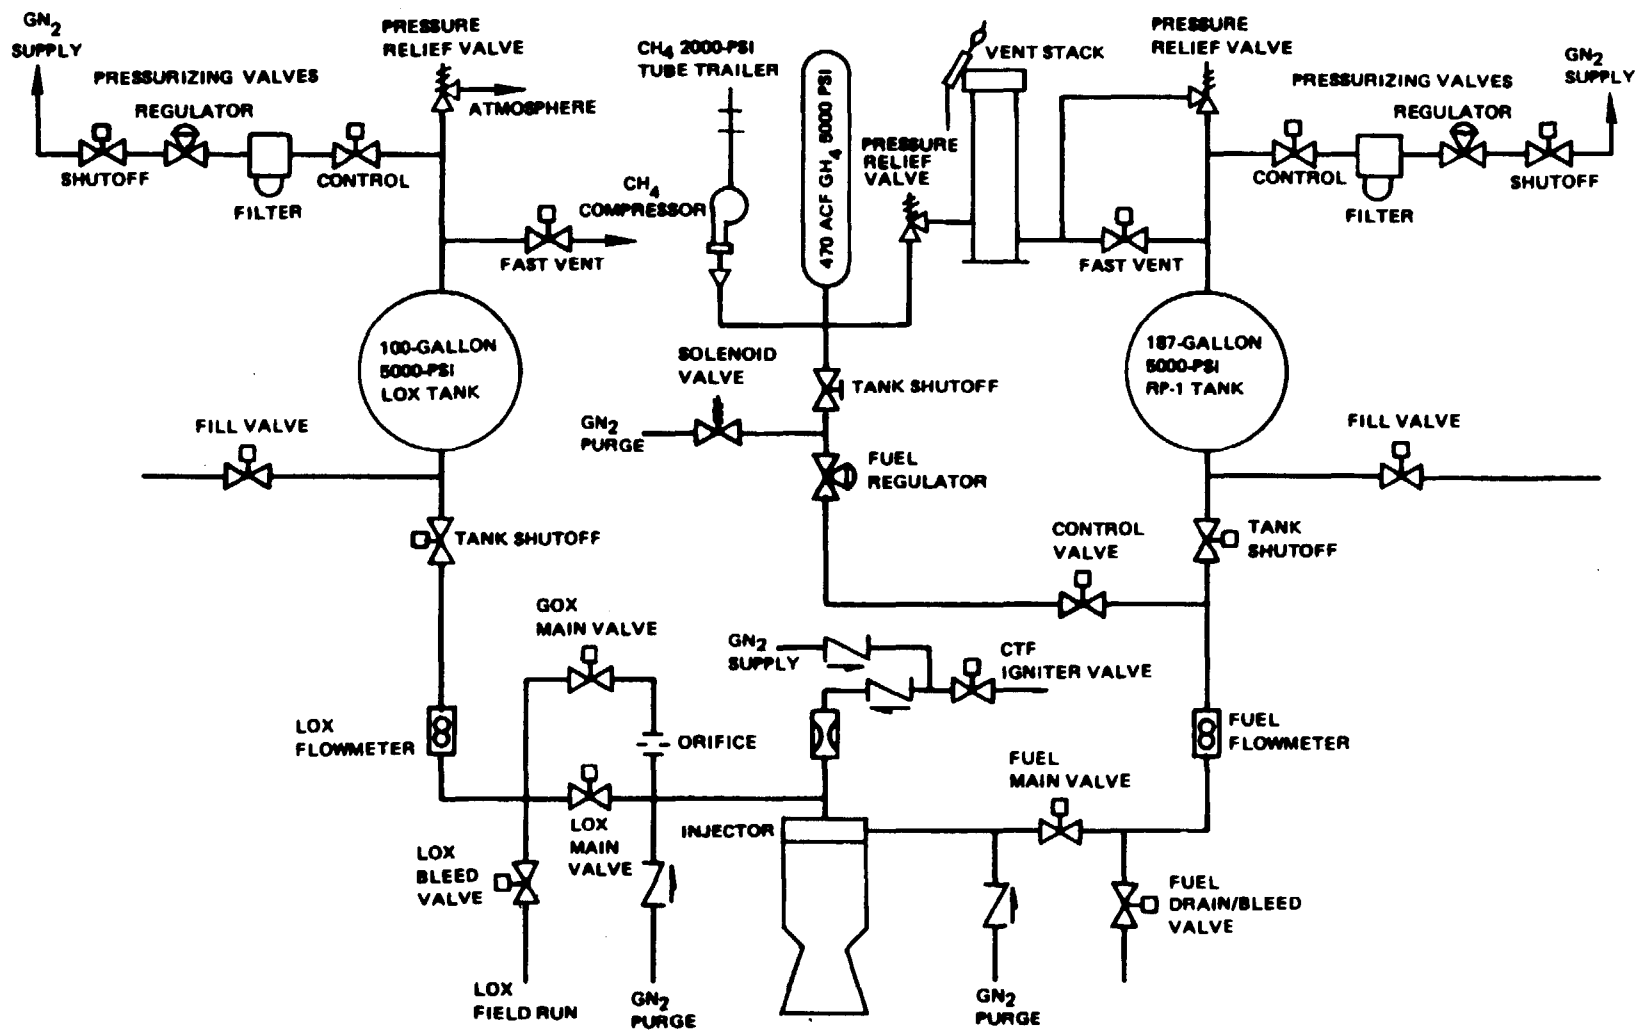 GN2
SUPPLY
PRESSURE
RELIEF VALVE
PRESSURIZING VALVES
REGULATOR
ATMOSPHERE
SHUTOFF
FILTER
CONTROL
FAST VENT
CH4 2000-PSI
TUBE TRAILER
CH4
COMPRESSOR
470 ACF GH4 5000 PSI
VENT STACK
PRESSURE
RELIEF
VALVE
PRESSURE
RELIEF VALVE
GN2
SUPPLY
PRESSURIZING VALVES
REGULATOR
CONTROL
SHUTOFF
FILTER
FAST VENT
100-GALLON
5000-PSI
LOX TANK
SOLENOID
VALVE
TANK SHUTOFF
187-GALLON
5000-PSI
RP-1 TANK
FILL VALVE
GN2
PURGE
FUEL
REGULATOR
FILL VALVE
TANK SHUTOFF
CONTROL
VALVE
TANK
SHUTOFF
GOX
MAIN VALVE
GN2
SUPPLY
CTF
IGNITER VALVE
LOX
FLOWMETER
ORIFICE
FUEL
FLOWMETER
FUEL
MAIN VALVE
LOX
MAIN
VALVE
INJECTOR
LOX
BLEED
VALVE
FUEL
DRAIN/BLEED
VALVE
LOX
FIELD RUN
GN2
PURGE
GN2
PURGE